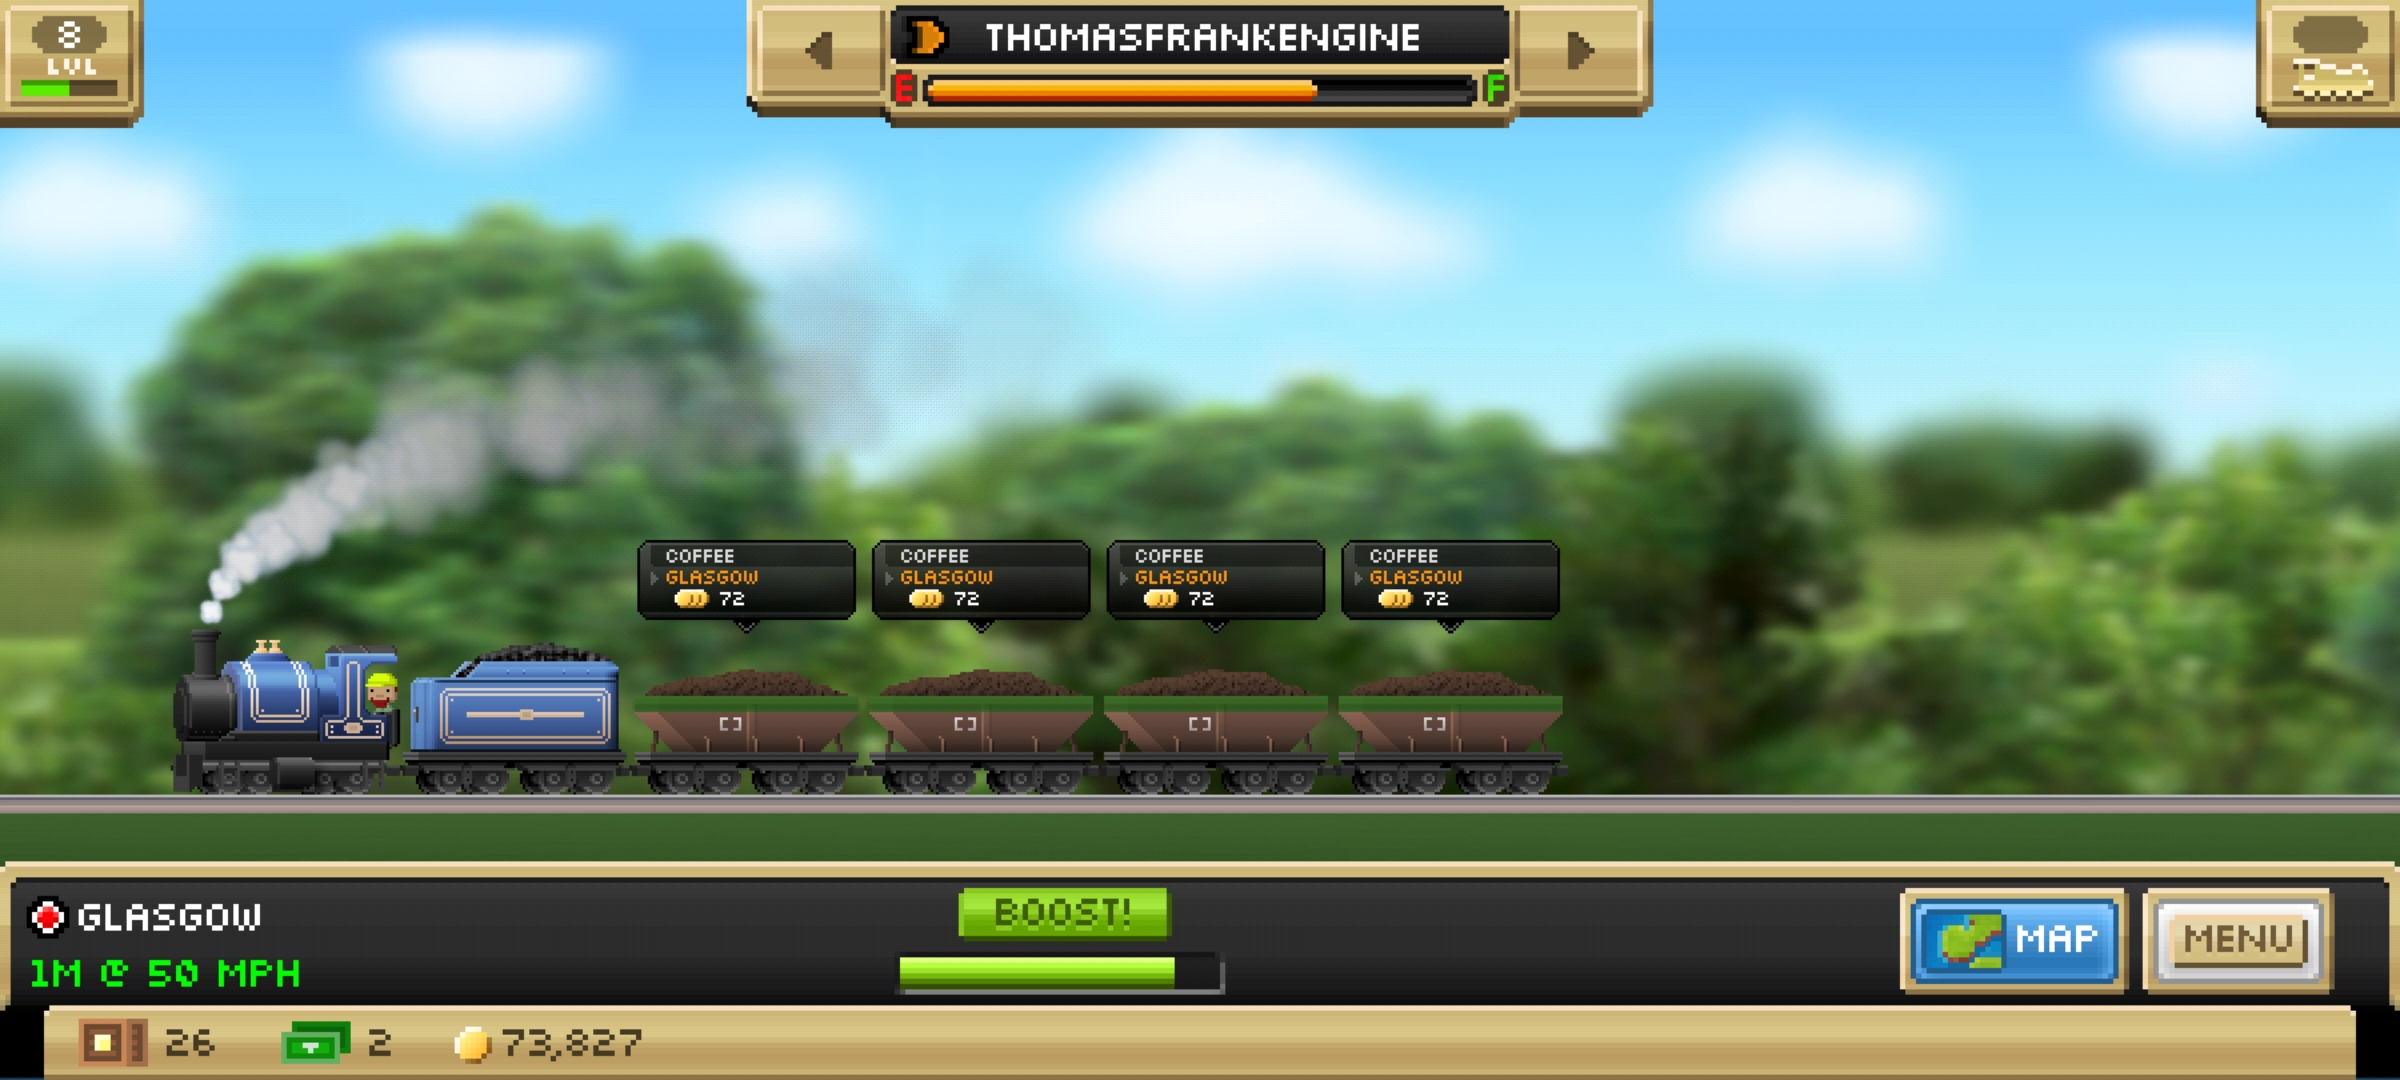 8
LVL
THOMASFRANKENGINE
E
F
COFFEE
GLASGOW
72
COFFEE
GLASGOW
72
COFFEE
GLASGOW
72
COFFEE
GLASGOW
72
GLASGOW
1M @ 50 MPH
BOOST!
MAP
MENU
26
2
73,827